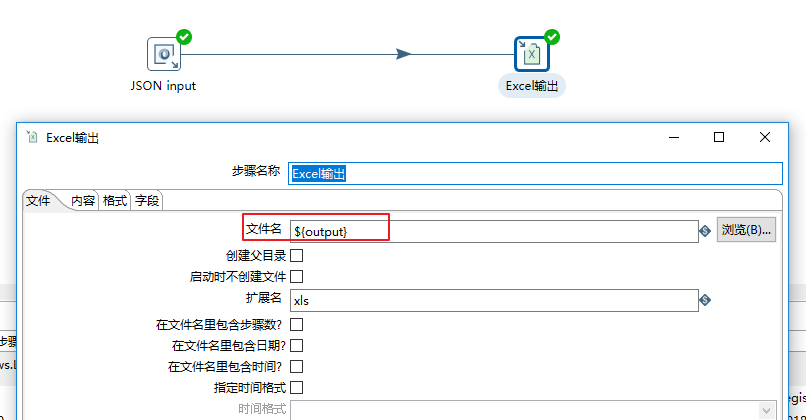 JSON input
Excel输出
Excel输出
步骤名称 Excel输出
文件 内容 格式 字段
文件名 ${output} 浏览(B)...
创建父目录
启动时不创建文件
扩展名 xls
在文件名里包含步骤数?
在文件名里包含日期?
在文件名里包含时间?
指定时间格式
时间格式